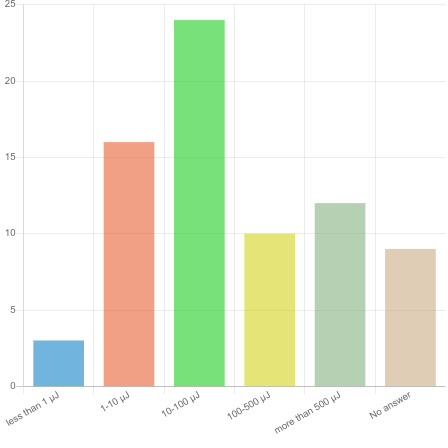 25
20
15
10
5
0
less than 1 µJ
1-10 µJ
10-100 µJ
100-500 µJ
more than 500 µJ
No answer